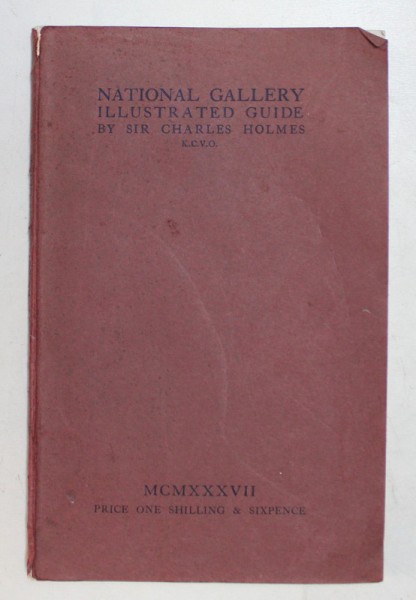 NATIONAL GALLERY
ILLUSTRATED GUIDE
BY SIR CHARLES HOLMES
K.C.V.O.
MCMXXXVII
PRICE ONE SHILLING & SIXPENCE